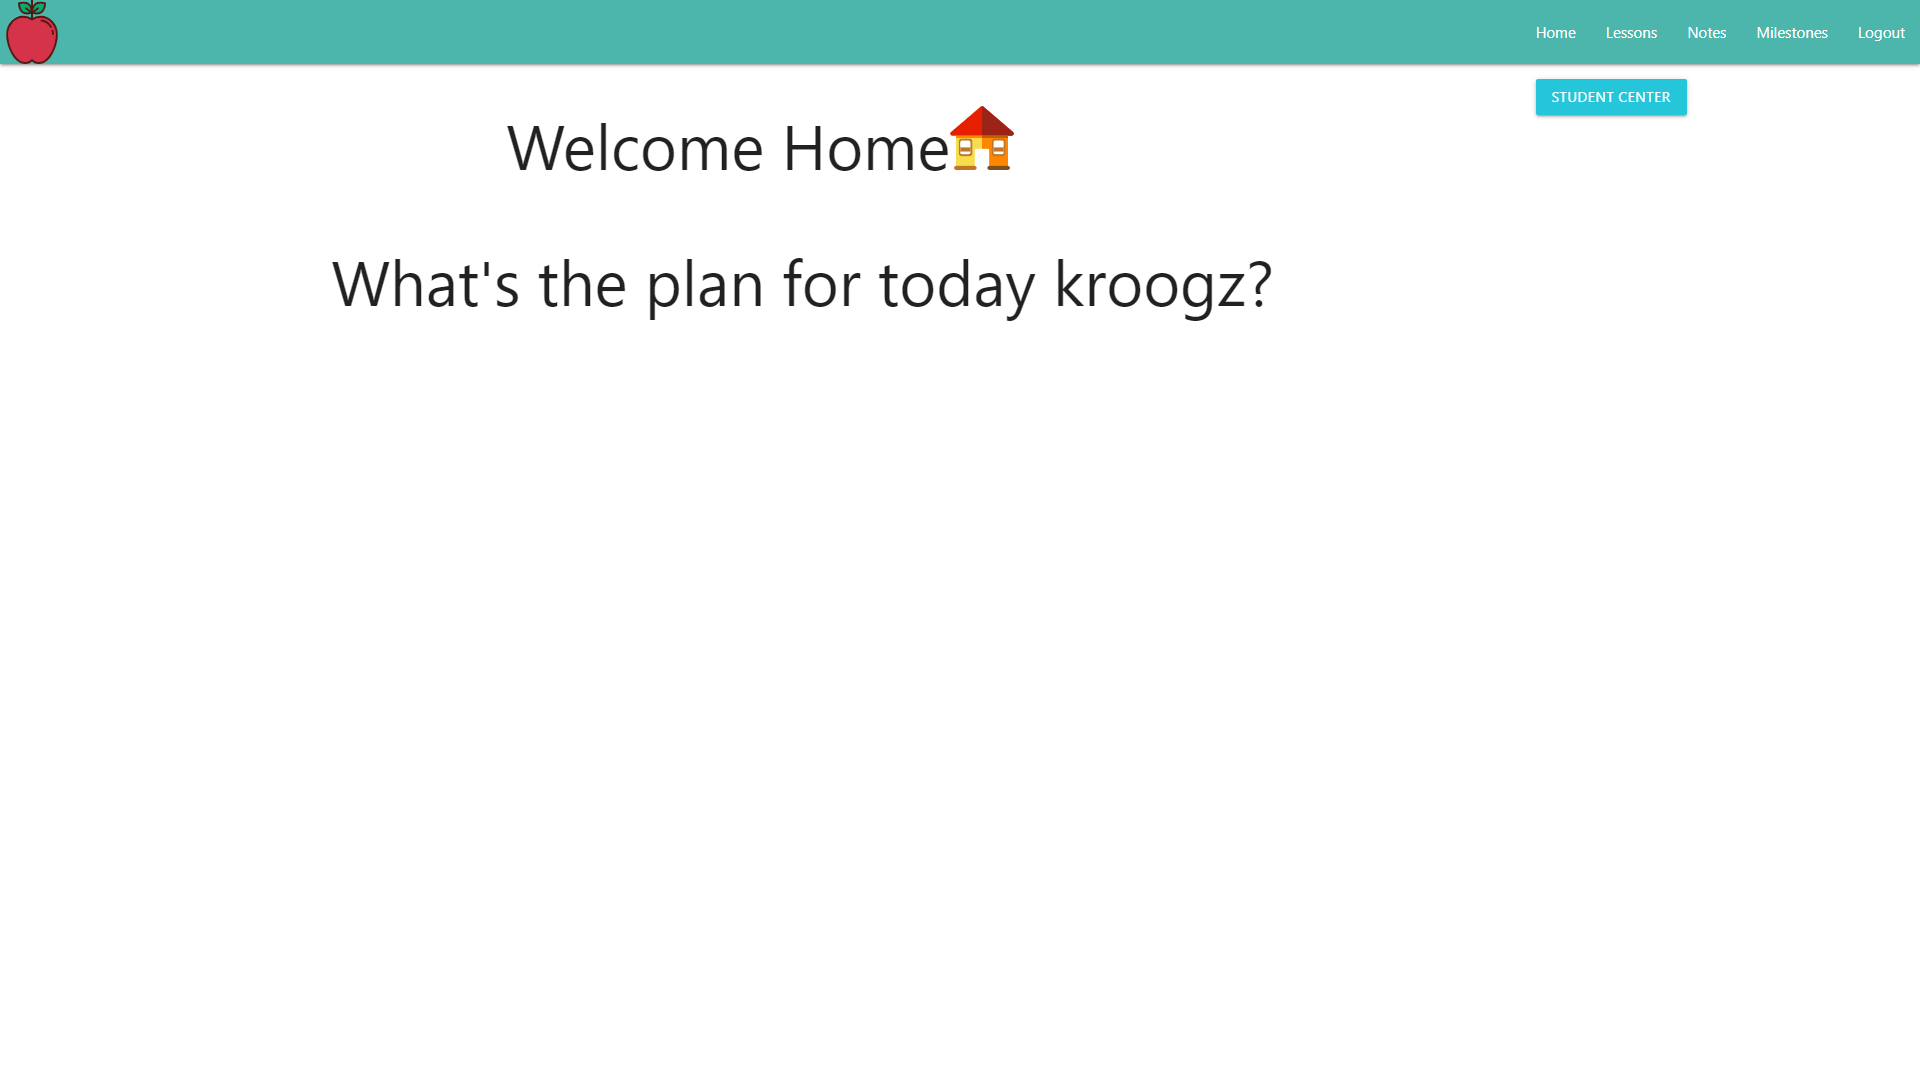 Home Lessons Notes Milestones Logout
STUDENT CENTER
Welcome Home
What's the plan for today kroogz?